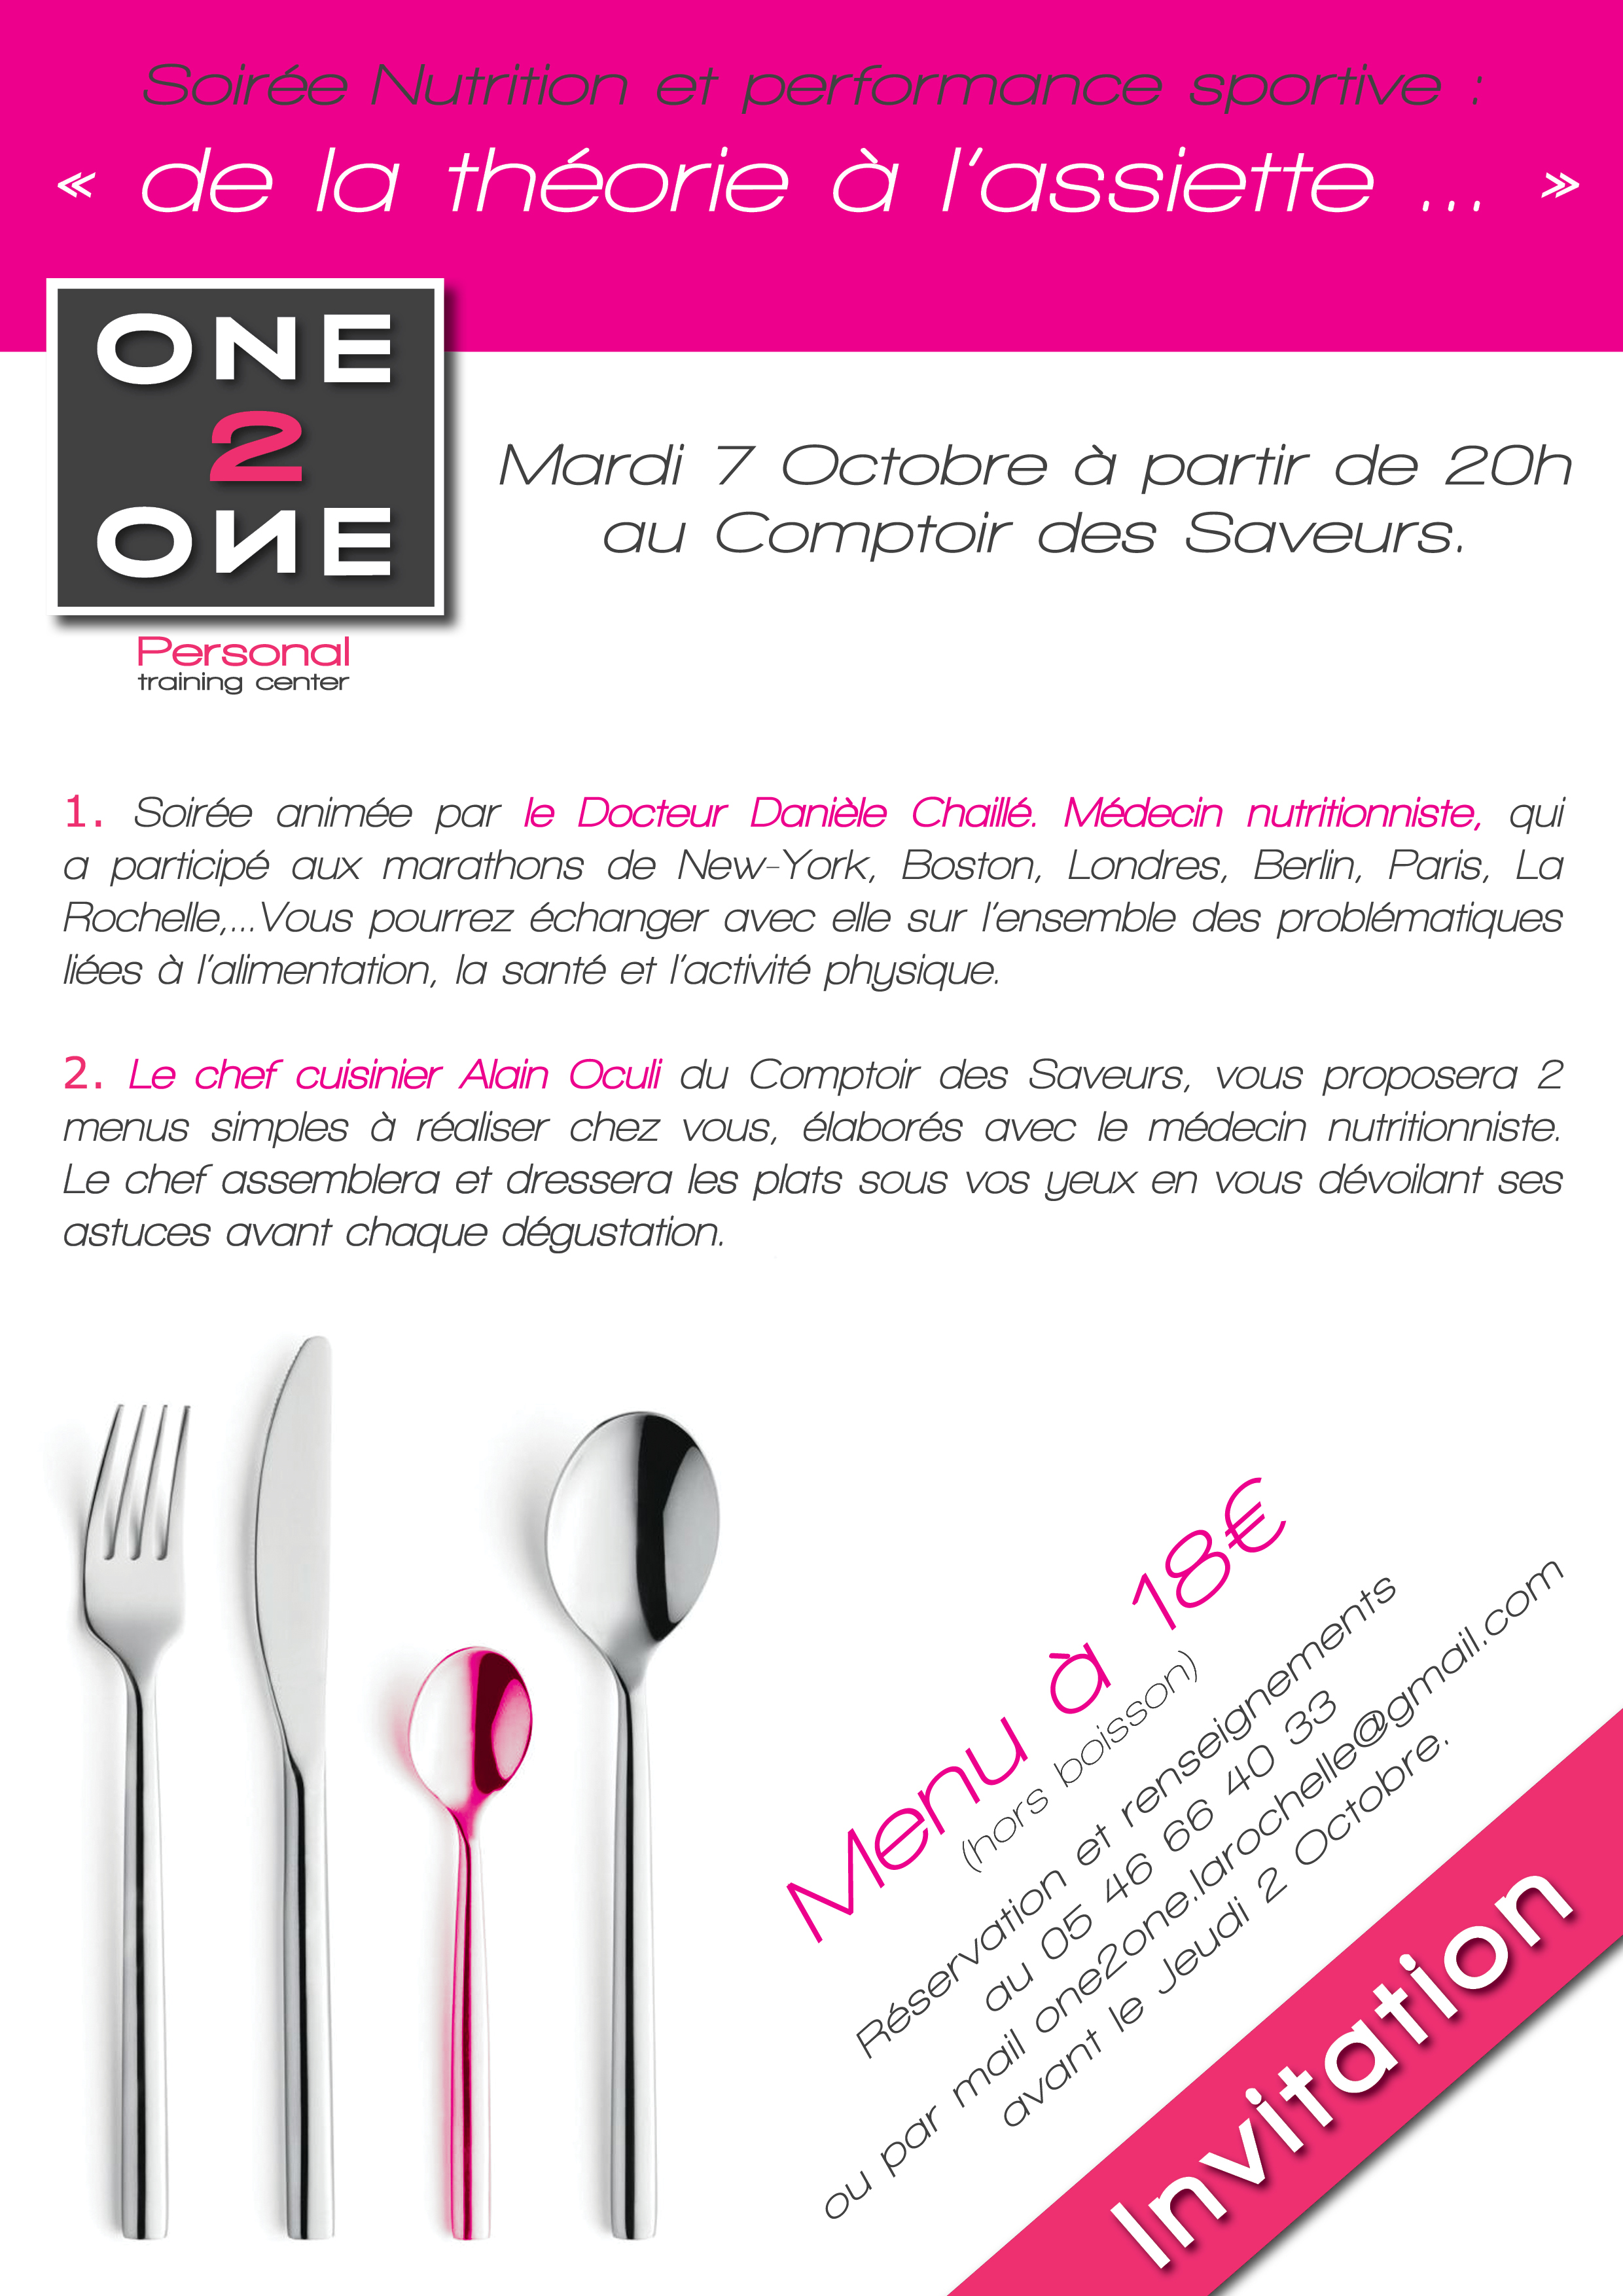 Soirée Nutrition et performance sportive :
« de la théorie à l'assiette ... »
ONE
2
ONE
Personal
training center
Mardi 7 Octobre à partir de 20h
au Comptoir des Saveurs.
1. Soirée animée par le Docteur Danièle Chaillé. Médecin nutritionniste, qui
a participé aux marathons de New-York, Boston, Londres, Berlin, Paris, La
Rochelle,...Vous pourrez échanger avec elle sur l'ensemble des problématiques
liées à l'alimentation, la santé et l'activité physique.
2. Le chef cuisinier Alain Oculi du Comptoir des Saveurs, vous proposera 2
menus simples à réaliser chez vous, élaborés avec le médecin nutritionniste.
Le chef assemblera et dressera les plats sous vos yeux en vous dévoilant ses
astuces avant chaque dégustation.
Menu à 18€
(hors boisson)
Réservation et renseignements
au 05 46 66 40 33
ou par mail one2one.larochelle@gmail.com
avant le Jeudi 2 Octobre.
Invitation